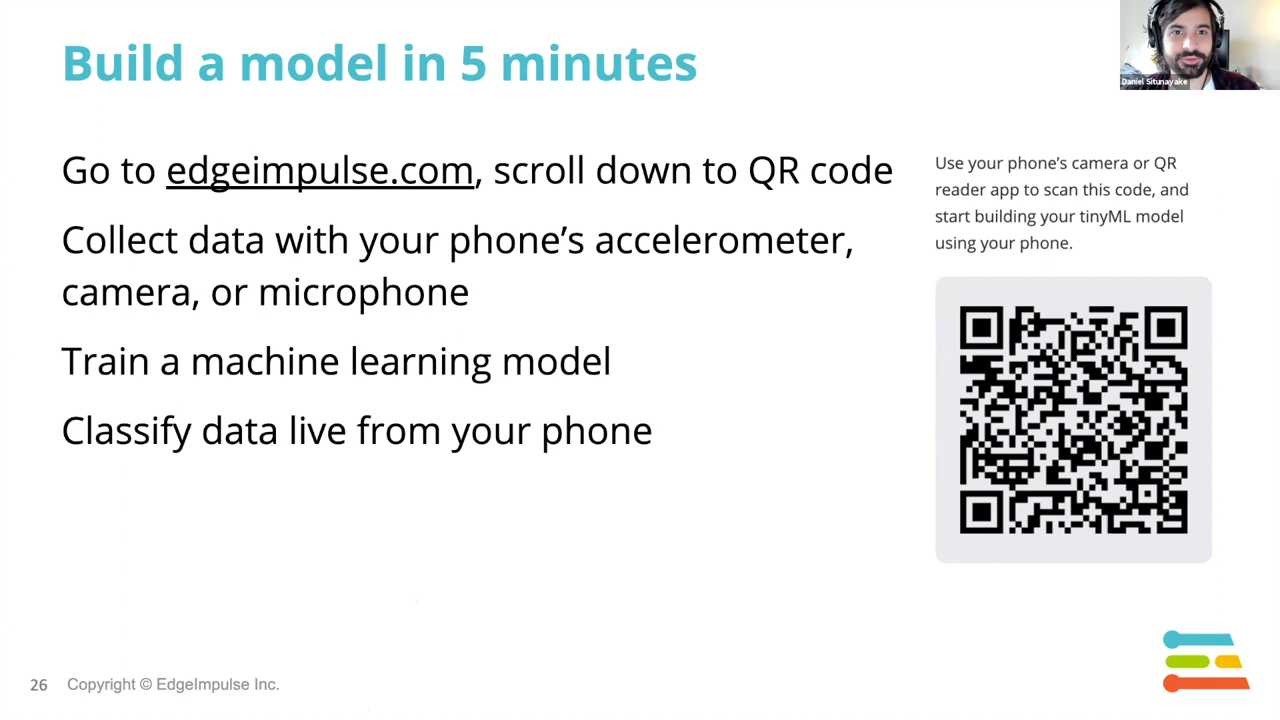 Build a model in 5 minutes
Daniel Situnayake
Go to edgeimpulse.com, scroll down to QR code
Collect data with your phone's accelerometer,
camera, or microphone
Train a machine learning model
Classify data live from your phone
Use your phone's camera or QR
reader app to scan this code, and
start building your tinyML model
using your phone.
26 Copyright © EdgeImpulse Inc.